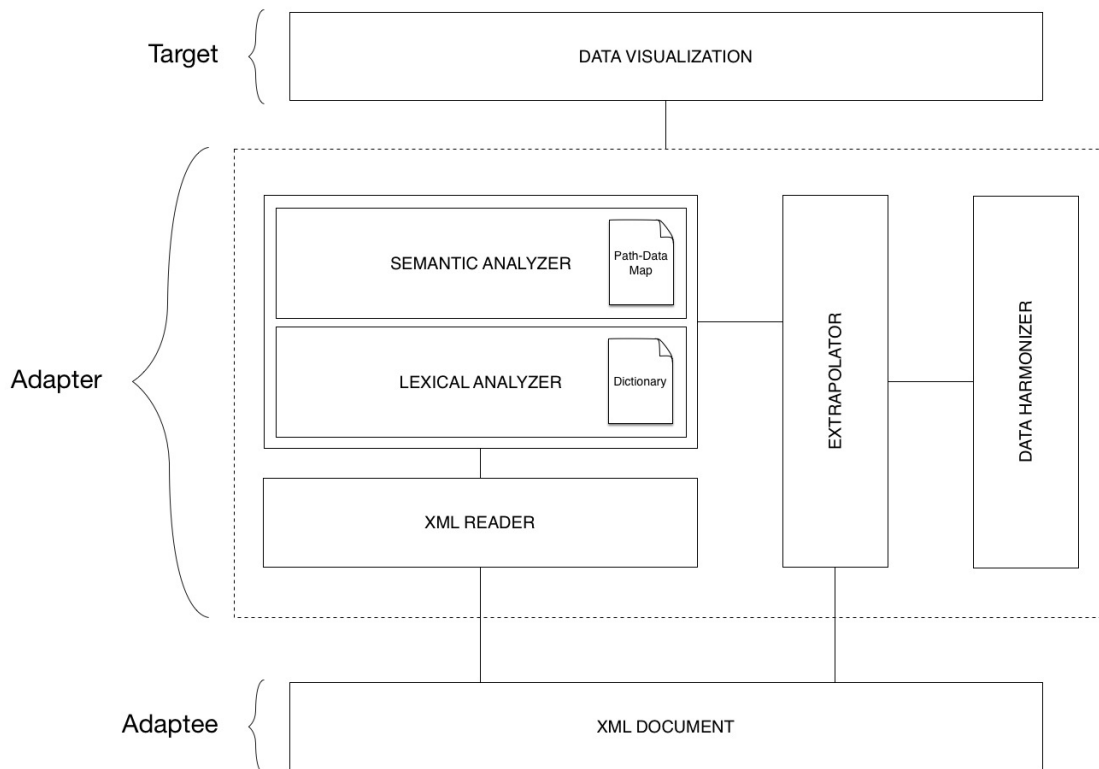 Target
DATA VISUALIZATION
Adapter
SEMANTIC ANALYZER
Path-Data
Map
LEXICAL ANALYZER
Dictionary
XML READER
EXTRAPOLATOR
DATA HARMONIZER
Adaptee
XML DOCUMENT